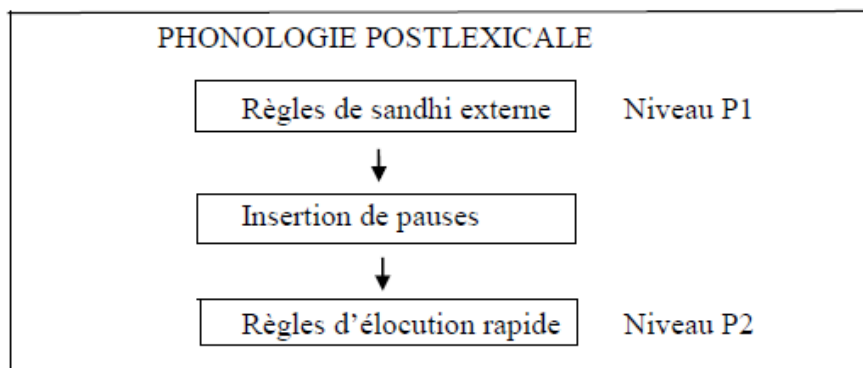 PHONOLOGIE POSTLEXICALE
Règles de sandhi externe Niveau P1
Insertion de pauses
Règles d’élocution rapide Niveau P2